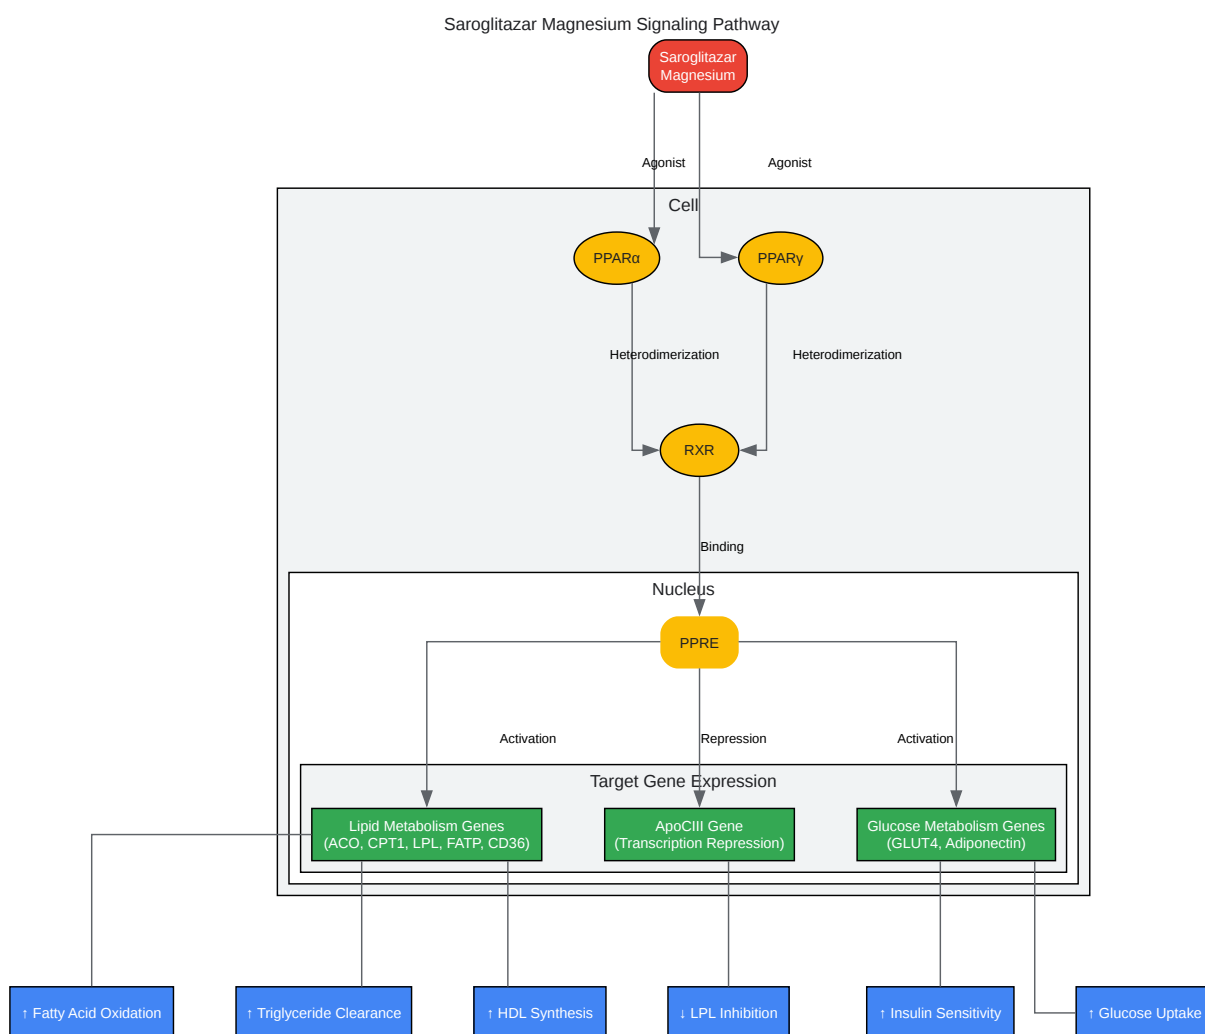 Saroglitazar Magnesium Signaling Pathway
Saroglitazar
Magnesium
Agonist
Agonist
Cell
PPARα
PPARγ
Heterodimerization
Heterodimerization
RXR
Binding
Nucleus
PPRE
Activation
Repression
Activation
Target Gene Expression
Lipid Metabolism Genes
(ACO, CPT1, LPL, FATP, CD36)
ApoCIII Gene
(Transcription Repression)
Glucose Metabolism Genes
(GLUT4, Adiponectin)
↑ Fatty Acid Oxidation
↑ Triglyceride Clearance
↑ HDL Synthesis
↓ LPL Inhibition
↑ Insulin Sensitivity
↑ Glucose Uptake